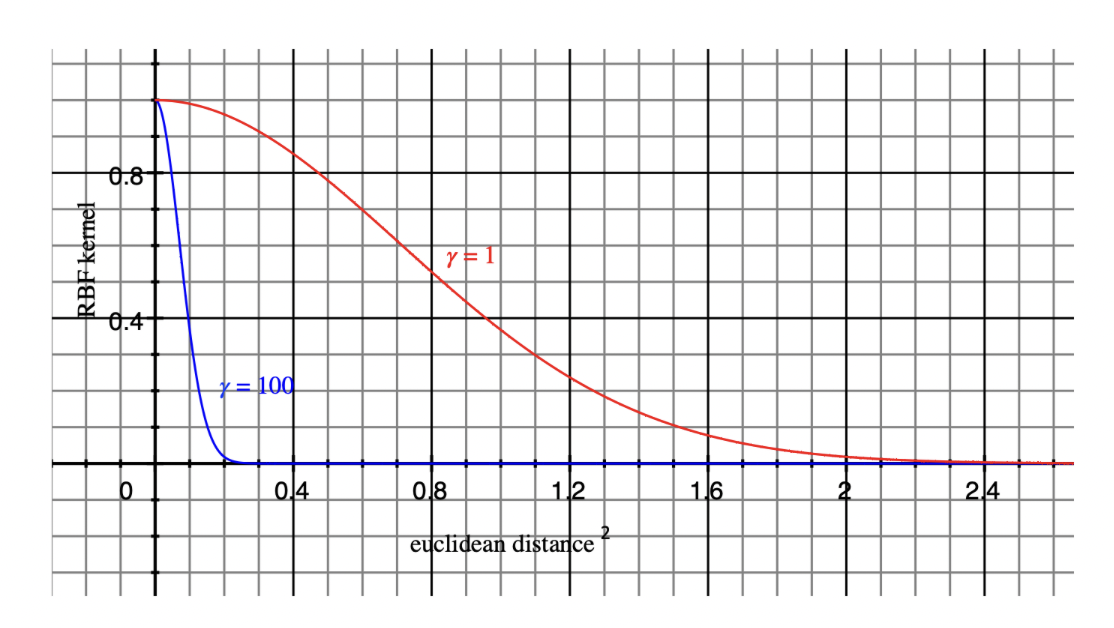 0.8
RBF kernel
γ = 1
0.4
γ = 100
0 0.4 0.8 1.2 1.6 2 2.4
euclidean distance ²